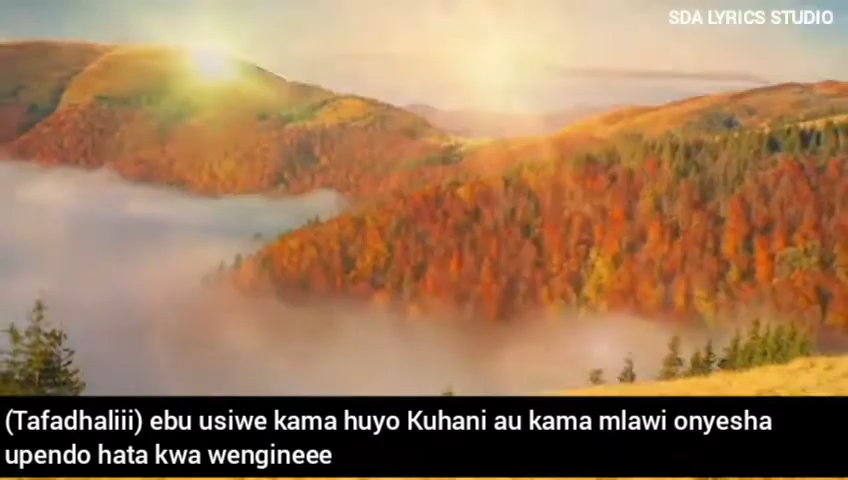 SDA LYRICS STUDIO
(Tafadhaliii) ebu usiwe kama huyo Kuhani au kama mlawi onyesha
upendo hata kwa wengineee